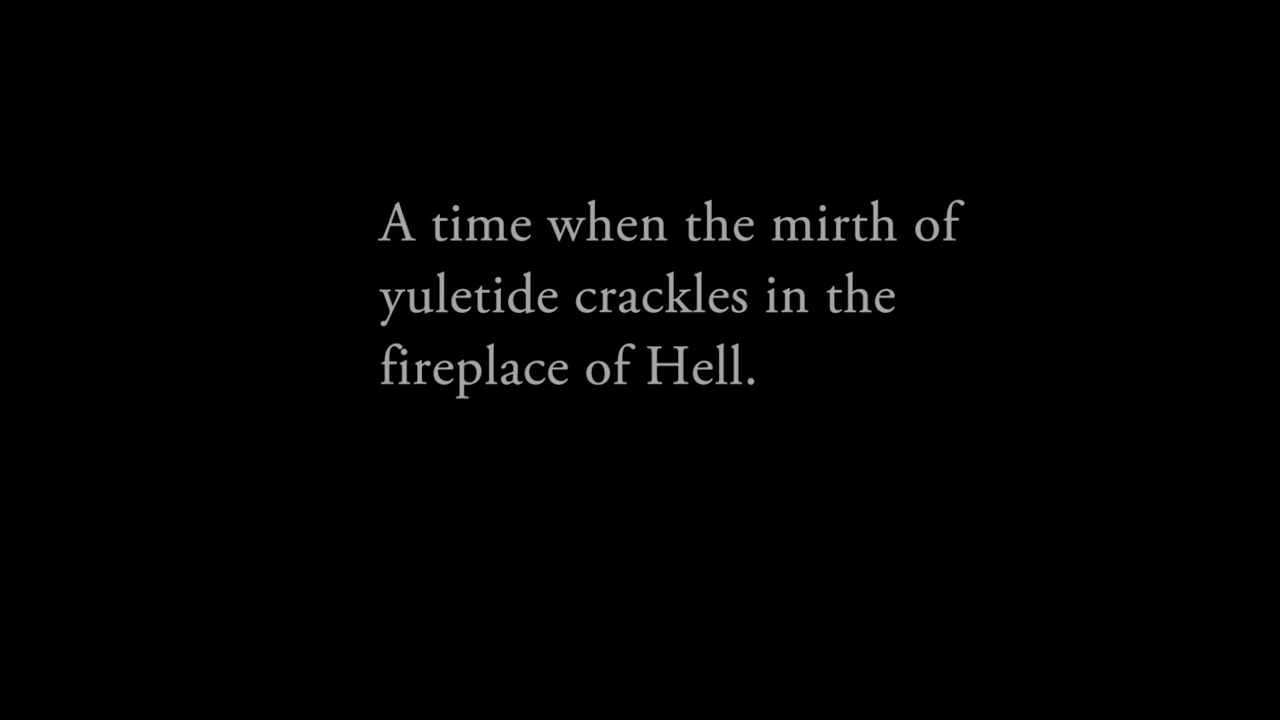 A time when the mirth of
yuletide crackles in the
fireplace of Hell.